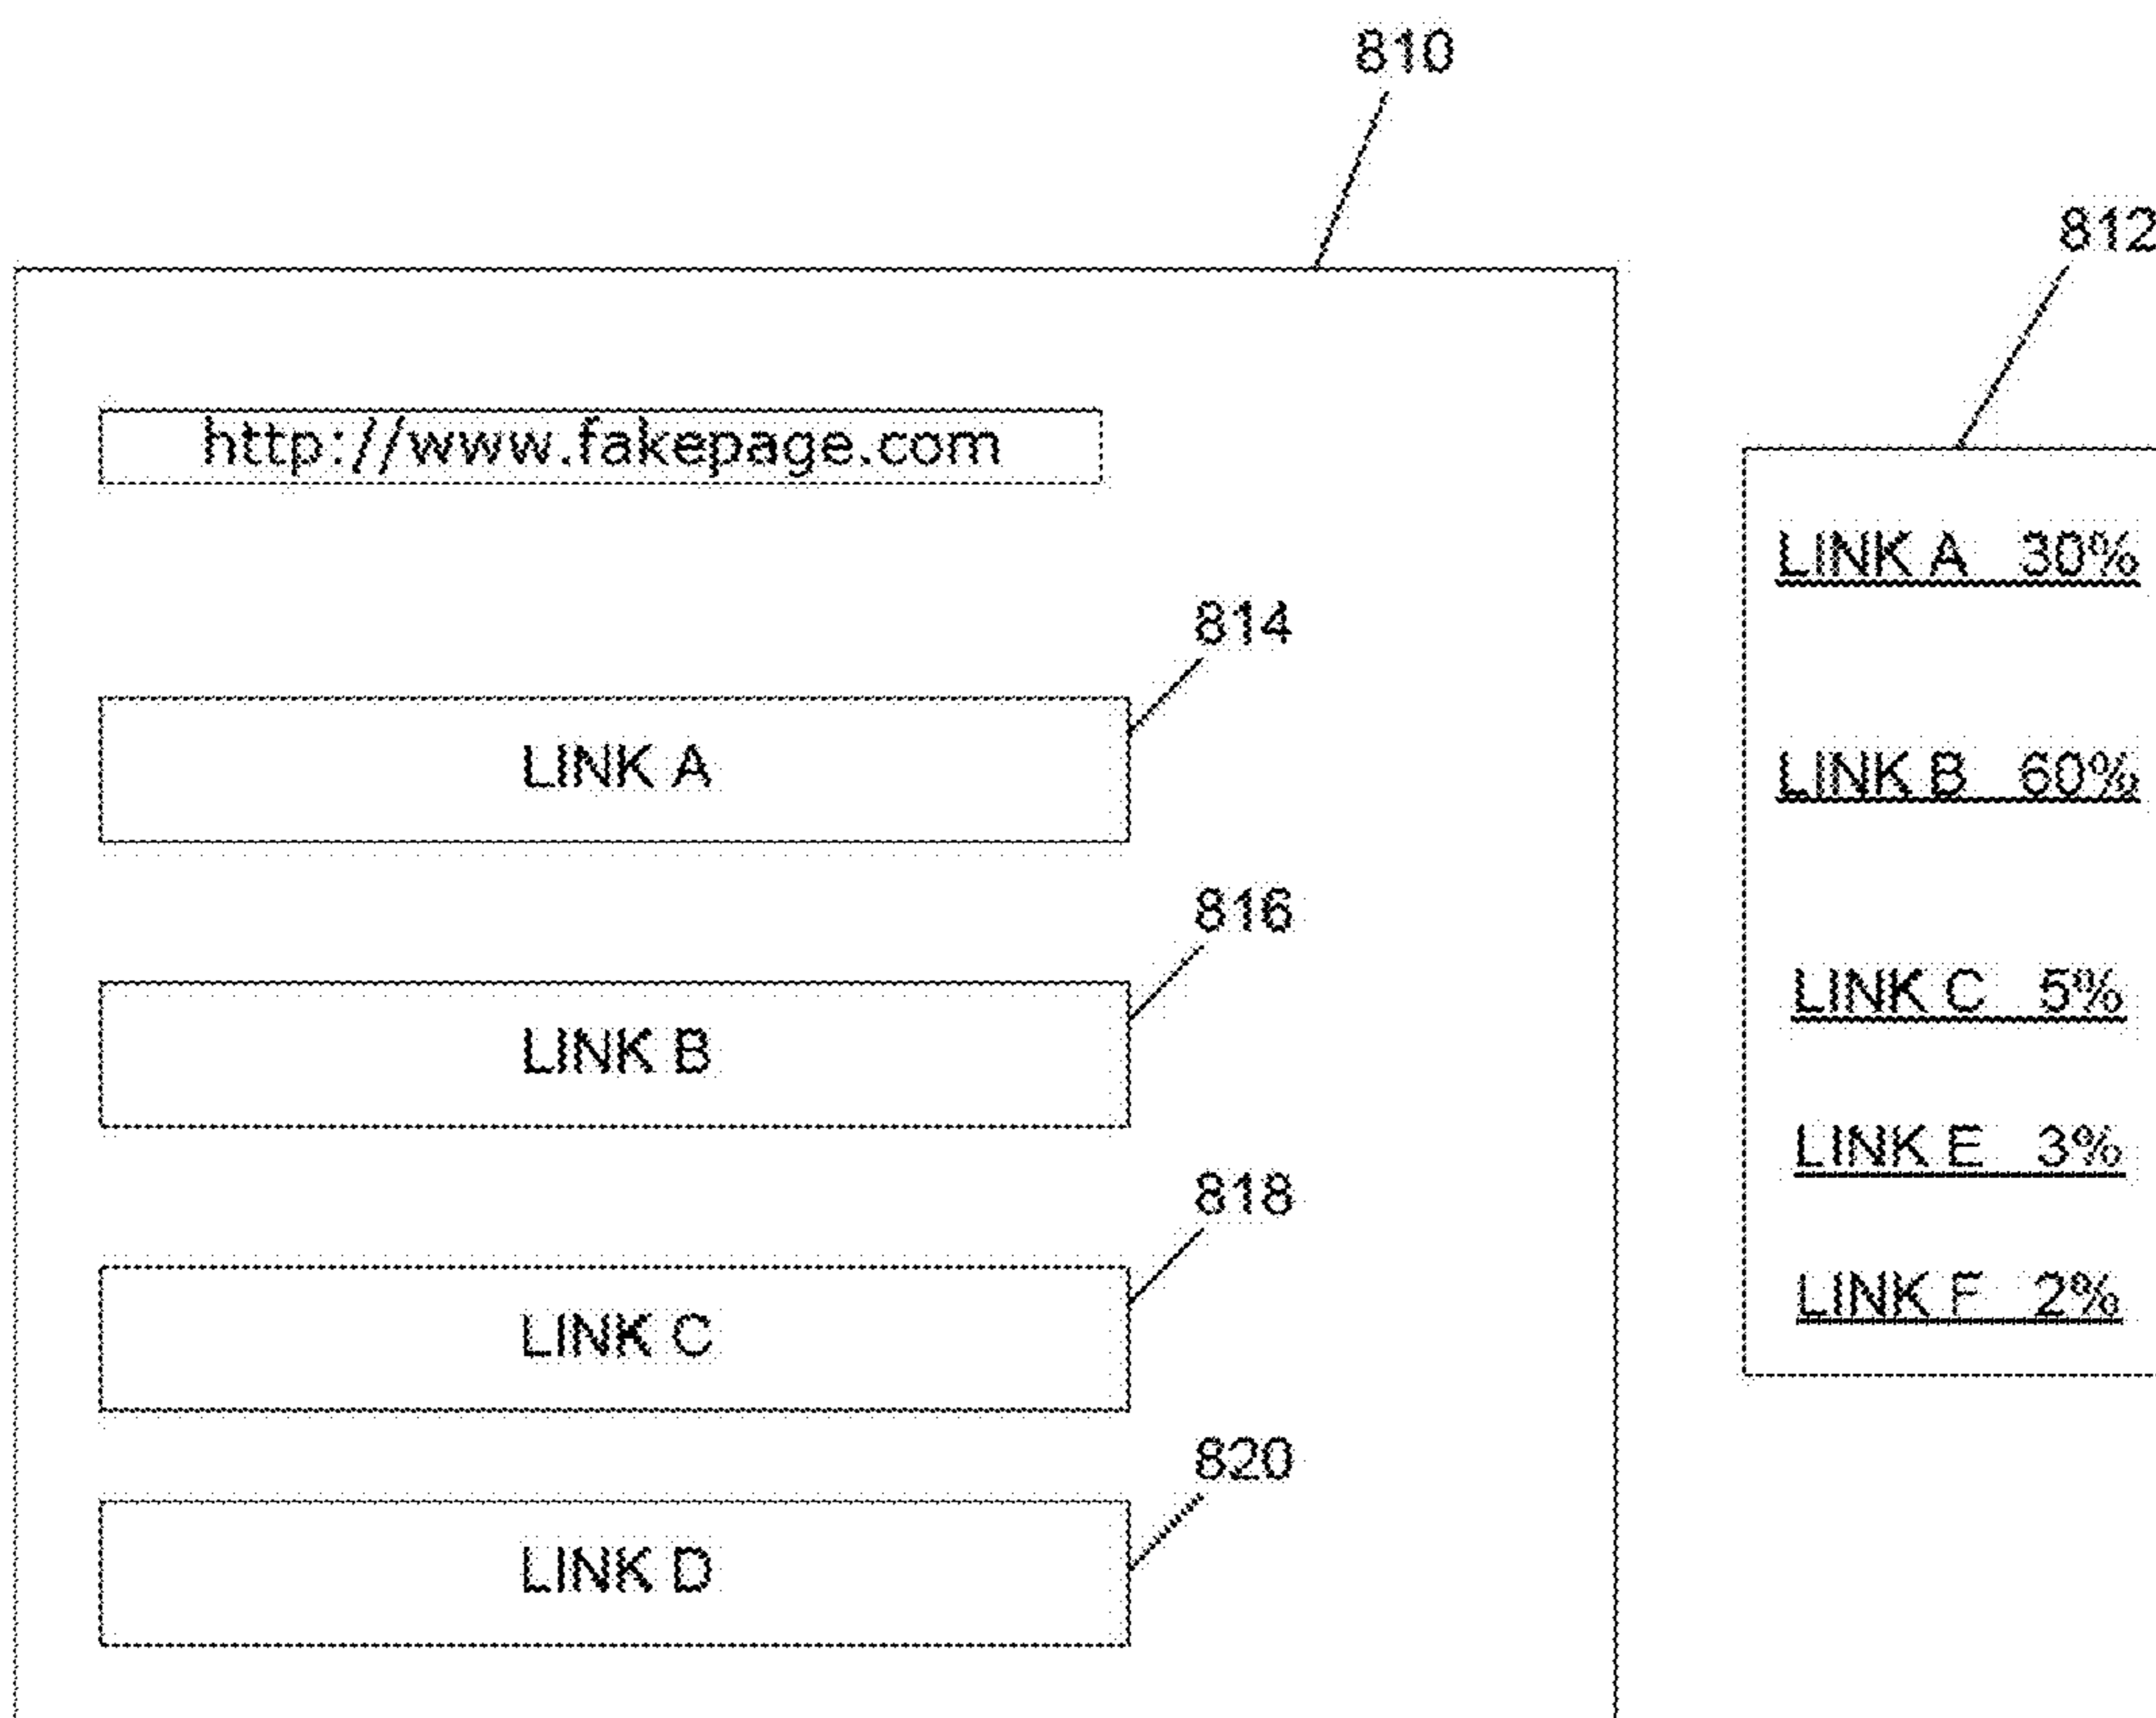 810
812
http://www.fakepage.com
814
LINK A
816
LINK B
818
LINK C
820
LINK D
LINK A 30%
LINK B 60%
LINK C 5%
LINK E 3%
LINK F 2%